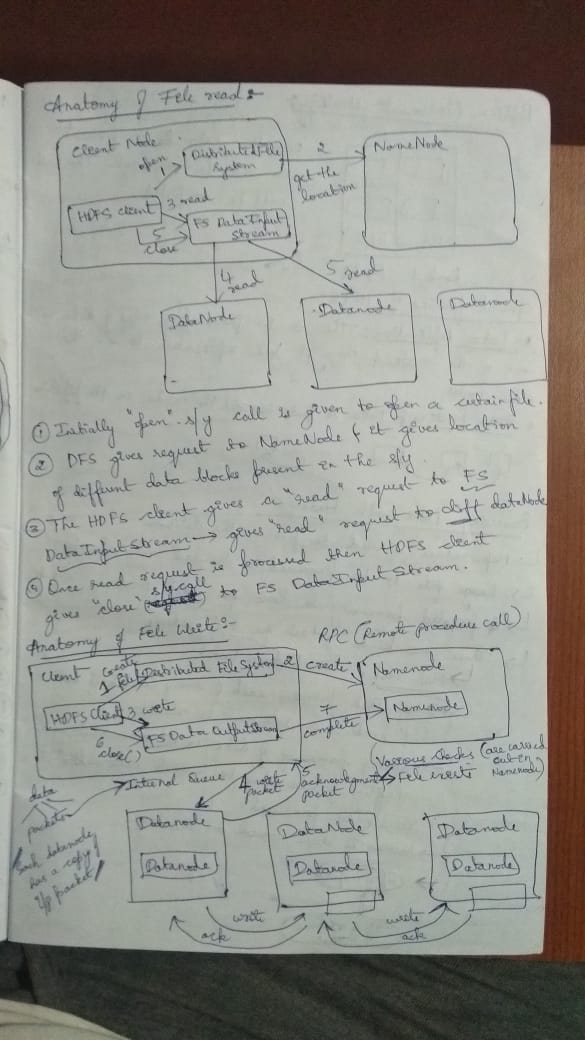 Anatomy of File read :-
Client Node
open
1
Distributed File
System
2
get the
location
NameNode
HDFS client
3 read
5
close
FS Data Input
Stream
4
read
5 read
DataNode
Datanode
Datanode
① Initially "open" s/y call is given to open a certain file.
② DFS gives request to NameNode & it gives location
of different data blocks present in the s/y.
③ The HDFS client gives a "read" request to FS
Data Input Stream → gives "read" request to diff dataNode
Once read request is processed then HDFS client
s/y call
gives "close" to FS Data Input Stream.
Anatomy of File Write :-
RPC (Remote procedure call)
Client
create
1 file
Distributed File System
2
create
Namenode
HDFS Client
3 write
FS Data OutputStream
7
complete
Namenode
6
close()
Various checks (are carried
out in
Namenode)
File exists
data
packets
Internal Queue
4 write
packet
5
acknowledgment
packet
each datanode
has a copy of
i/p packet
Datanode
Datanode
DataNode
Datanode
Datanode
Datanode
write
ack
write
ack